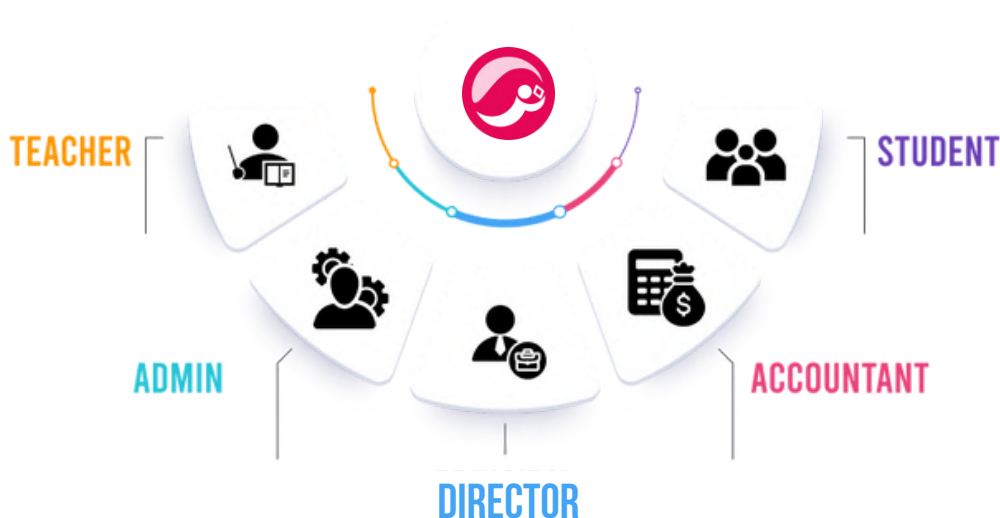 TEACHER
STUDENT
ADMIN
ACCOUNTANT
DIRECTOR
$